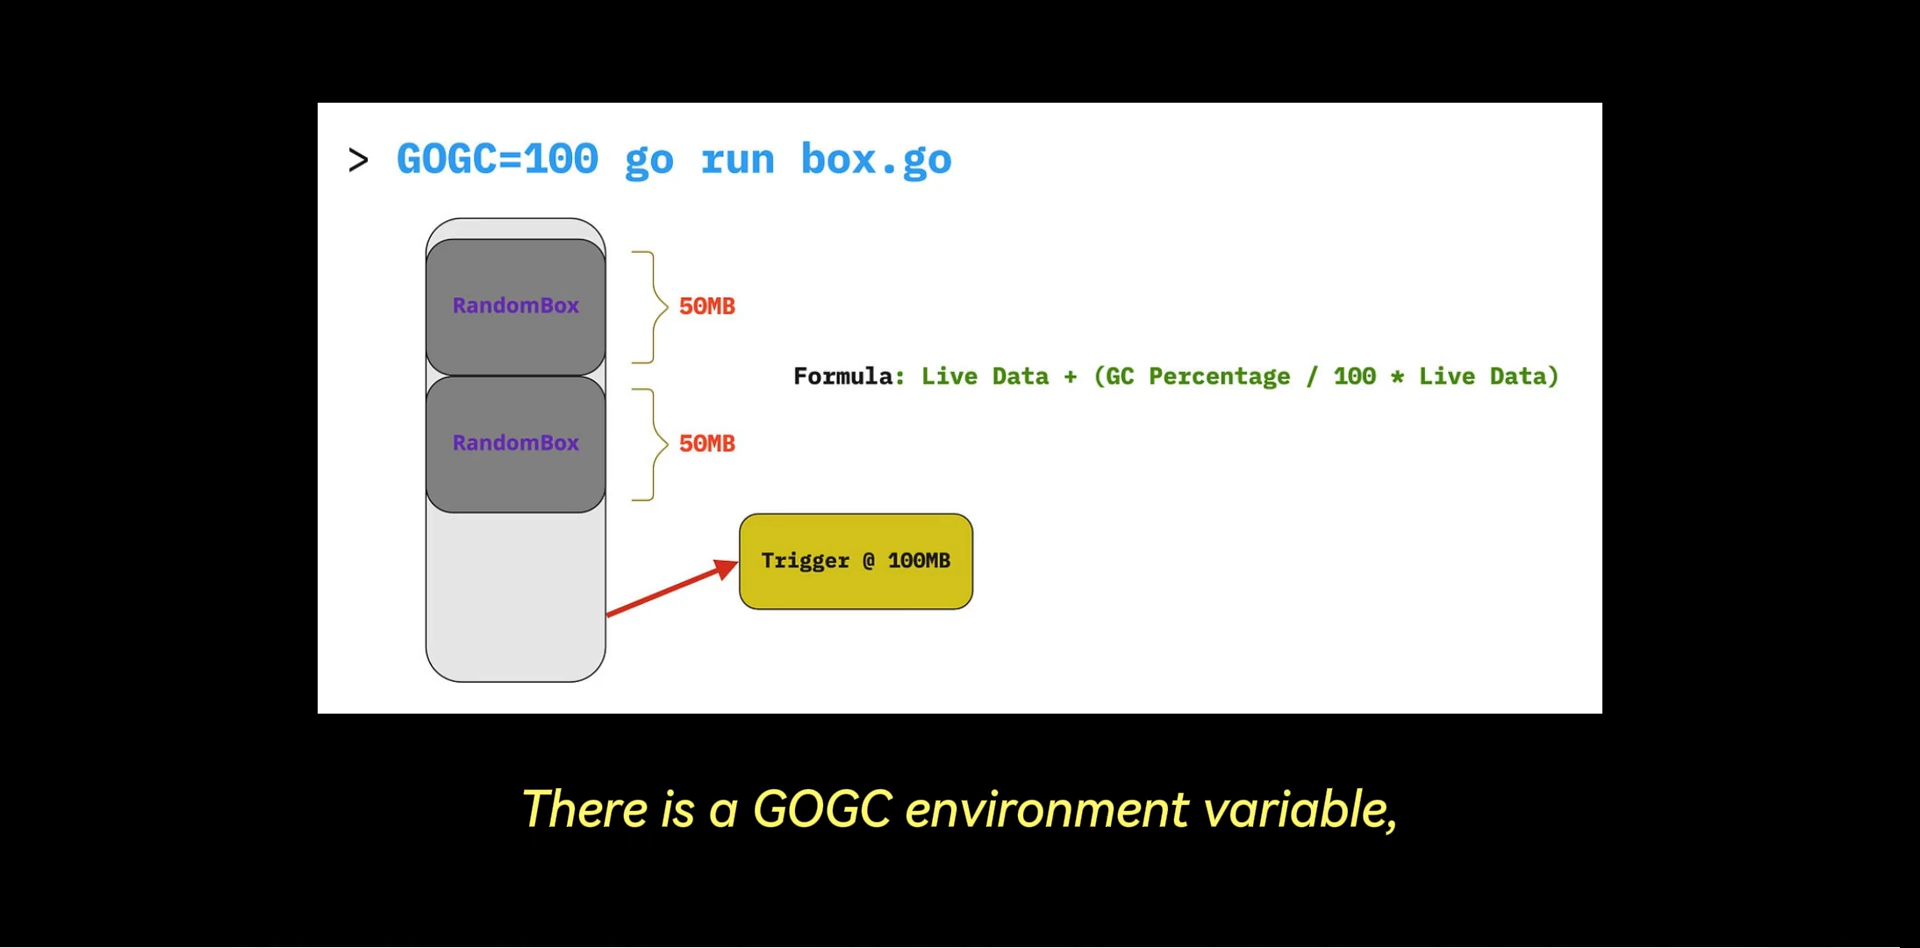 > GOGC=100 go run box.go
RandomBox
50MB
Formula: Live Data + (GC Percentage / 100 * Live Data)
RandomBox
50MB
Trigger @ 100MB
There is a GOGC environment variable,